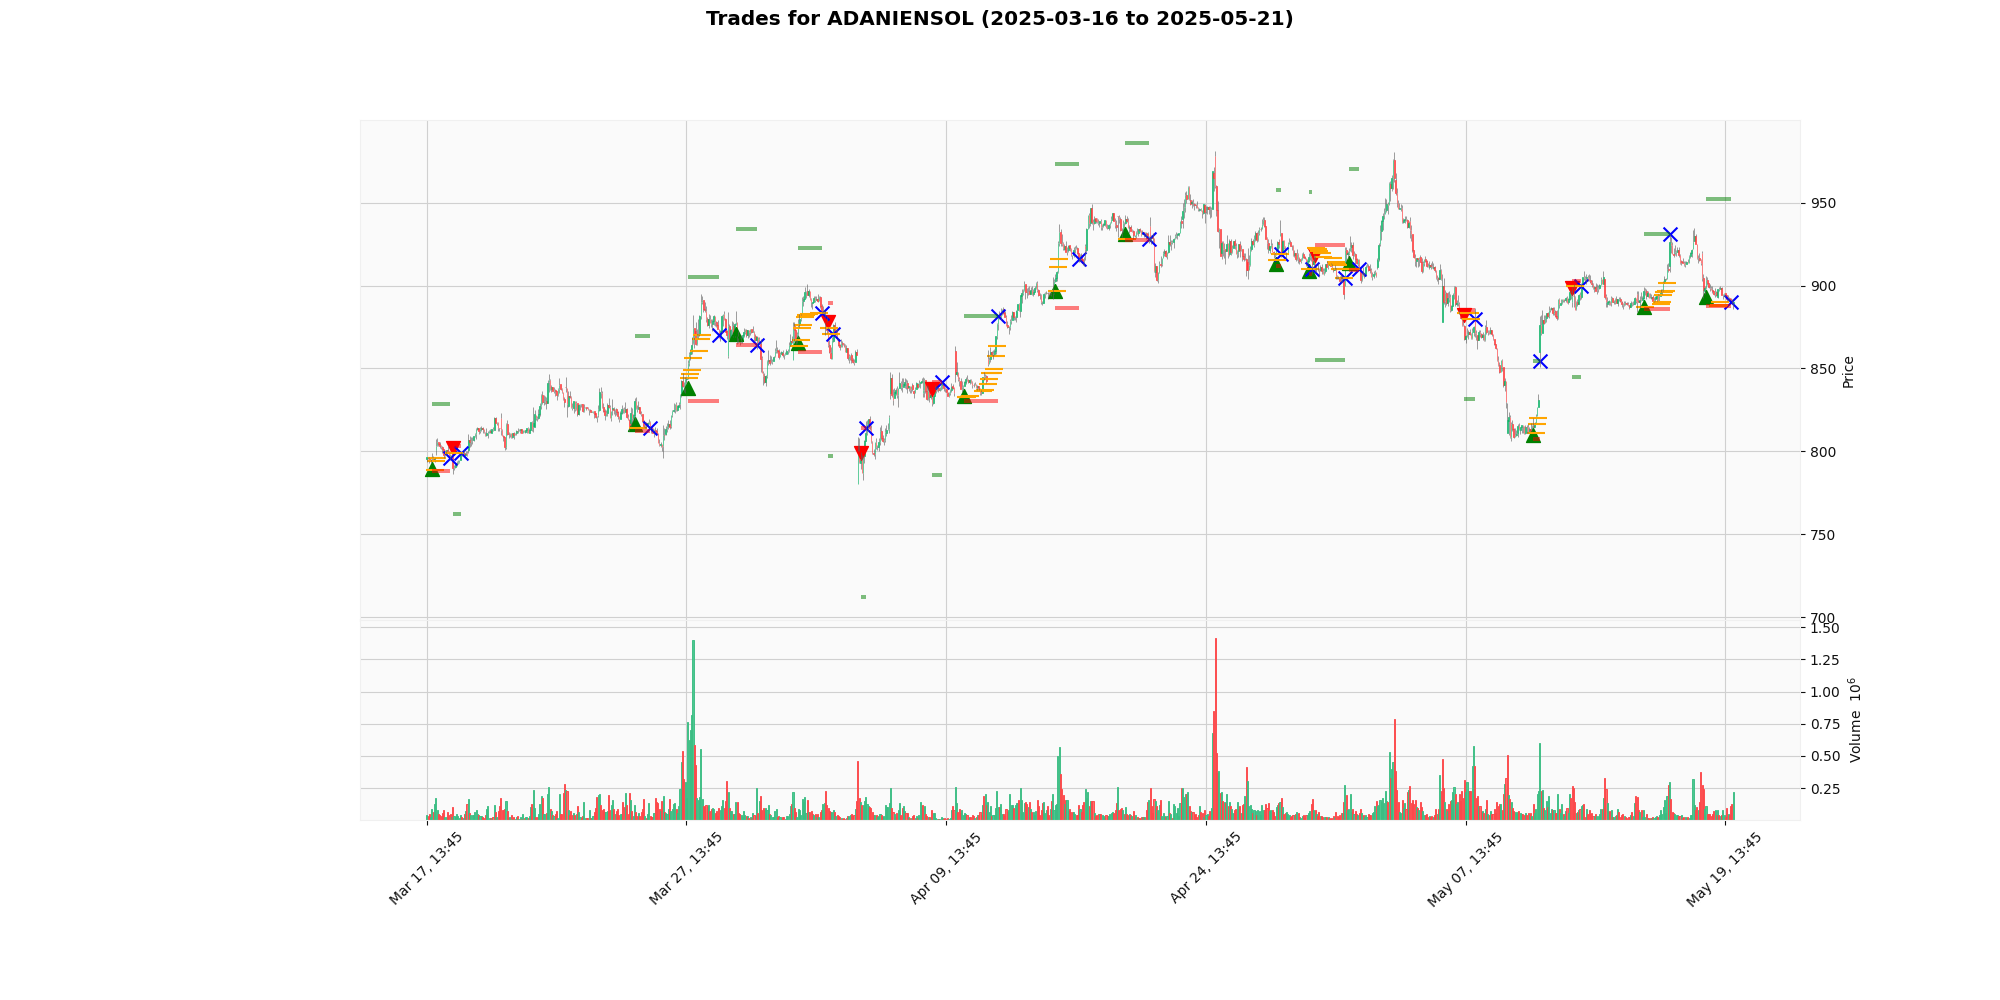 Trades for ADANIENSOL (2025-03-16 to 2025-05-21)
950
900
850
800
750
700
Price
1.50
1.25
1.00
0.75
0.50
0.25
Volume 10^6
Mar 17, 13:45
Mar 27, 13:45
Apr 09, 13:45
Apr 24, 13:45
May 07, 13:45
May 19, 13:45